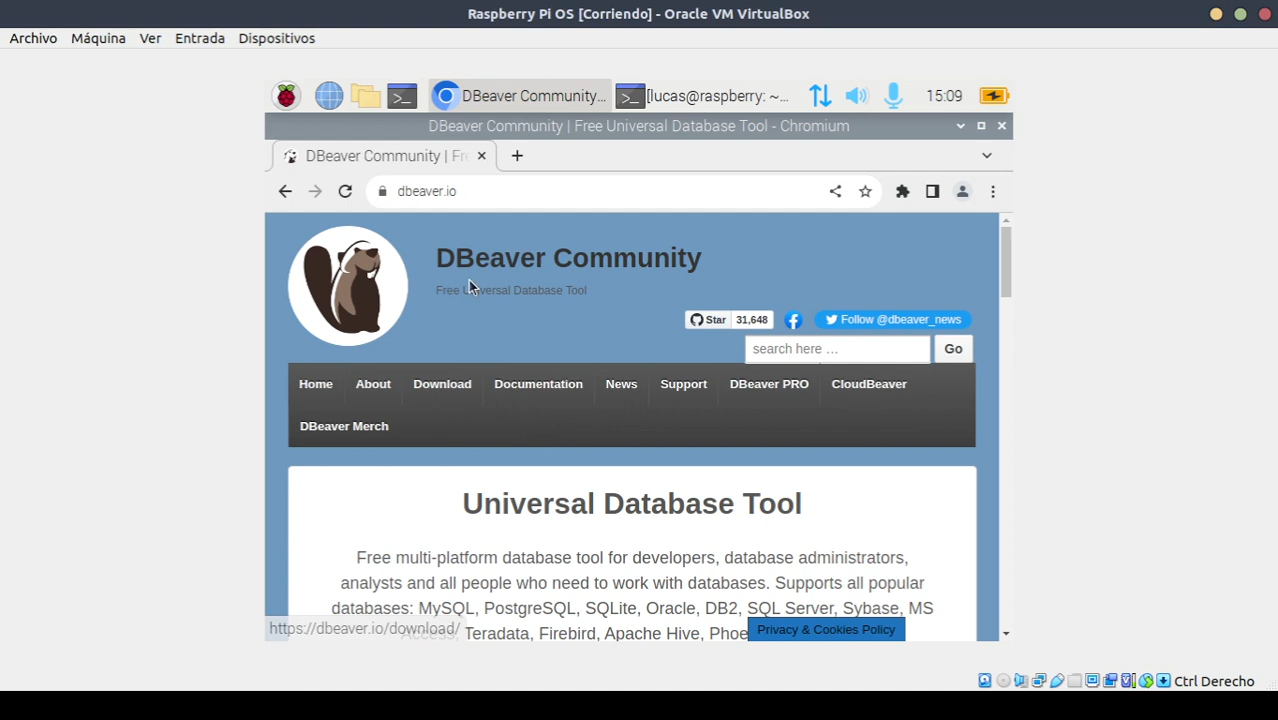 Raspberry Pi OS [Corriendo] - Oracle VM VirtualBox
Archivo Máquina Ver Entrada Dispositivos
DBeaver Community... [lucas@raspberry: ~... 15:09
DBeaver Community | Free Universal Database Tool - Chromium
DBeaver Community | Fre
dbeaver.io
DBeaver Community
Free Universal Database Tool
Star 31,648 Follow @dbeaver_news
search here ... Go
Home About Download Documentation News Support DBeaver PRO CloudBeaver
DBeaver Merch
Universal Database Tool
Free multi-platform database tool for developers, database administrators,
analysts and all people who need to work with databases. Supports all popular
databases: MySQL, PostgreSQL, SQLite, Oracle, DB2, SQL Server, Sybase, MS
Access, Teradata, Firebird, Apache Hive, Phoe
https://dbeaver.io/download/
Privacy & Cookies Policy
Ctrl Derecho